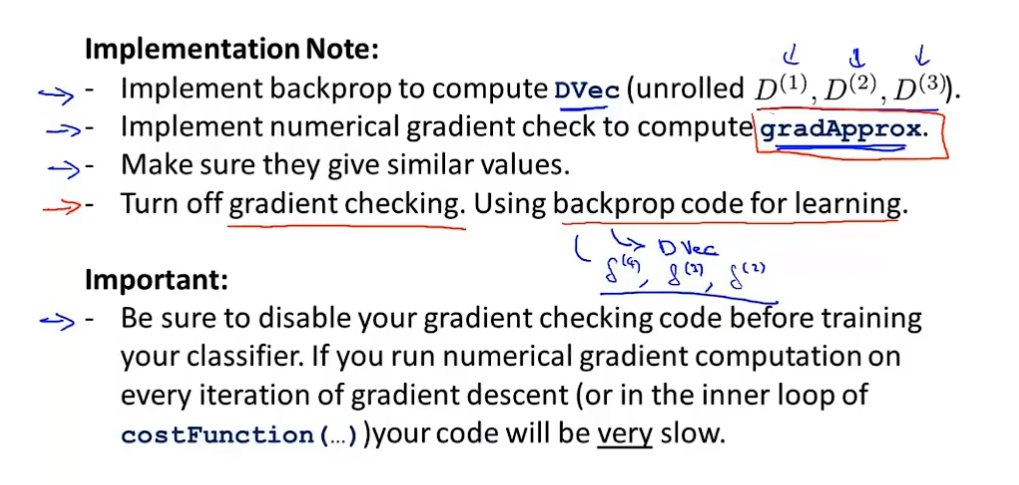 Implementation Note:
- Implement backprop to compute DVec (unrolled D⁽¹⁾, D⁽²⁾, D⁽³⁾).
- Implement numerical gradient check to compute gradApprox.
- Make sure they give similar values.
- Turn off gradient checking. Using backprop code for learning.
DVec
δ⁽⁴⁾, δ⁽³⁾, δ⁽²⁾
Important:
- Be sure to disable your gradient checking code before training
your classifier. If you run numerical gradient computation on
every iteration of gradient descent (or in the inner loop of
costFunction(…))your code will be very slow.